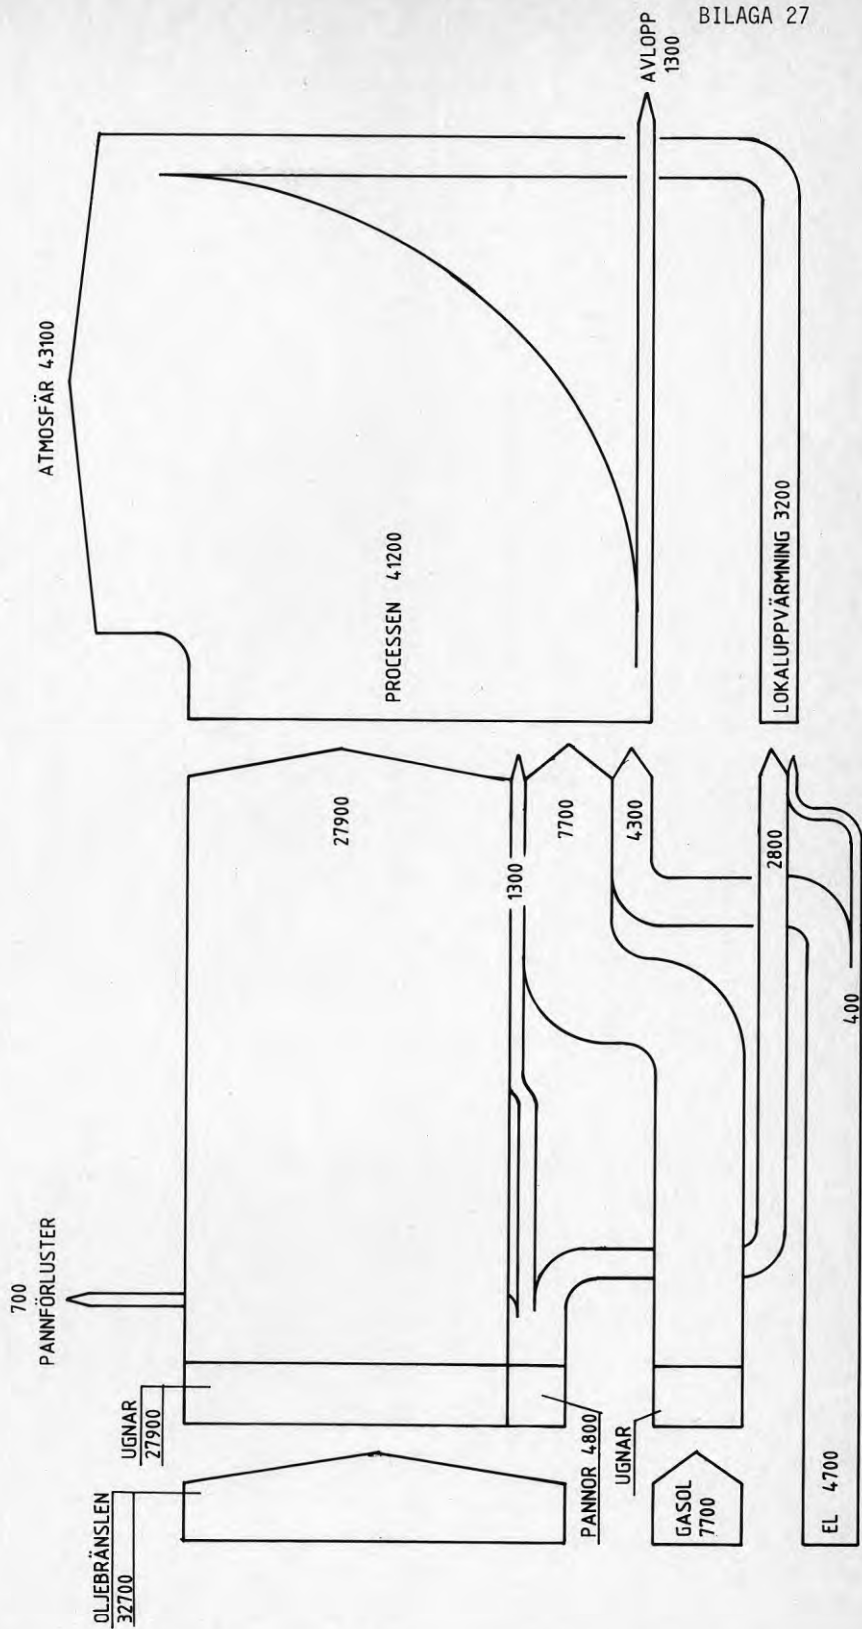 BILAGA 27
OLJEBRÄNSLEN
32700
UGNAR
27900
700
PANNFÖRLUSTER
PANNOR 4800
UGNAR
GASOL
7700
EL 4700
27900
1300
7700
4300
2800
400
ATMOSFÄR 43100
PROCESSEN 41200
LOKALUPPVÄRMNING 3200
AVLOPP
1300